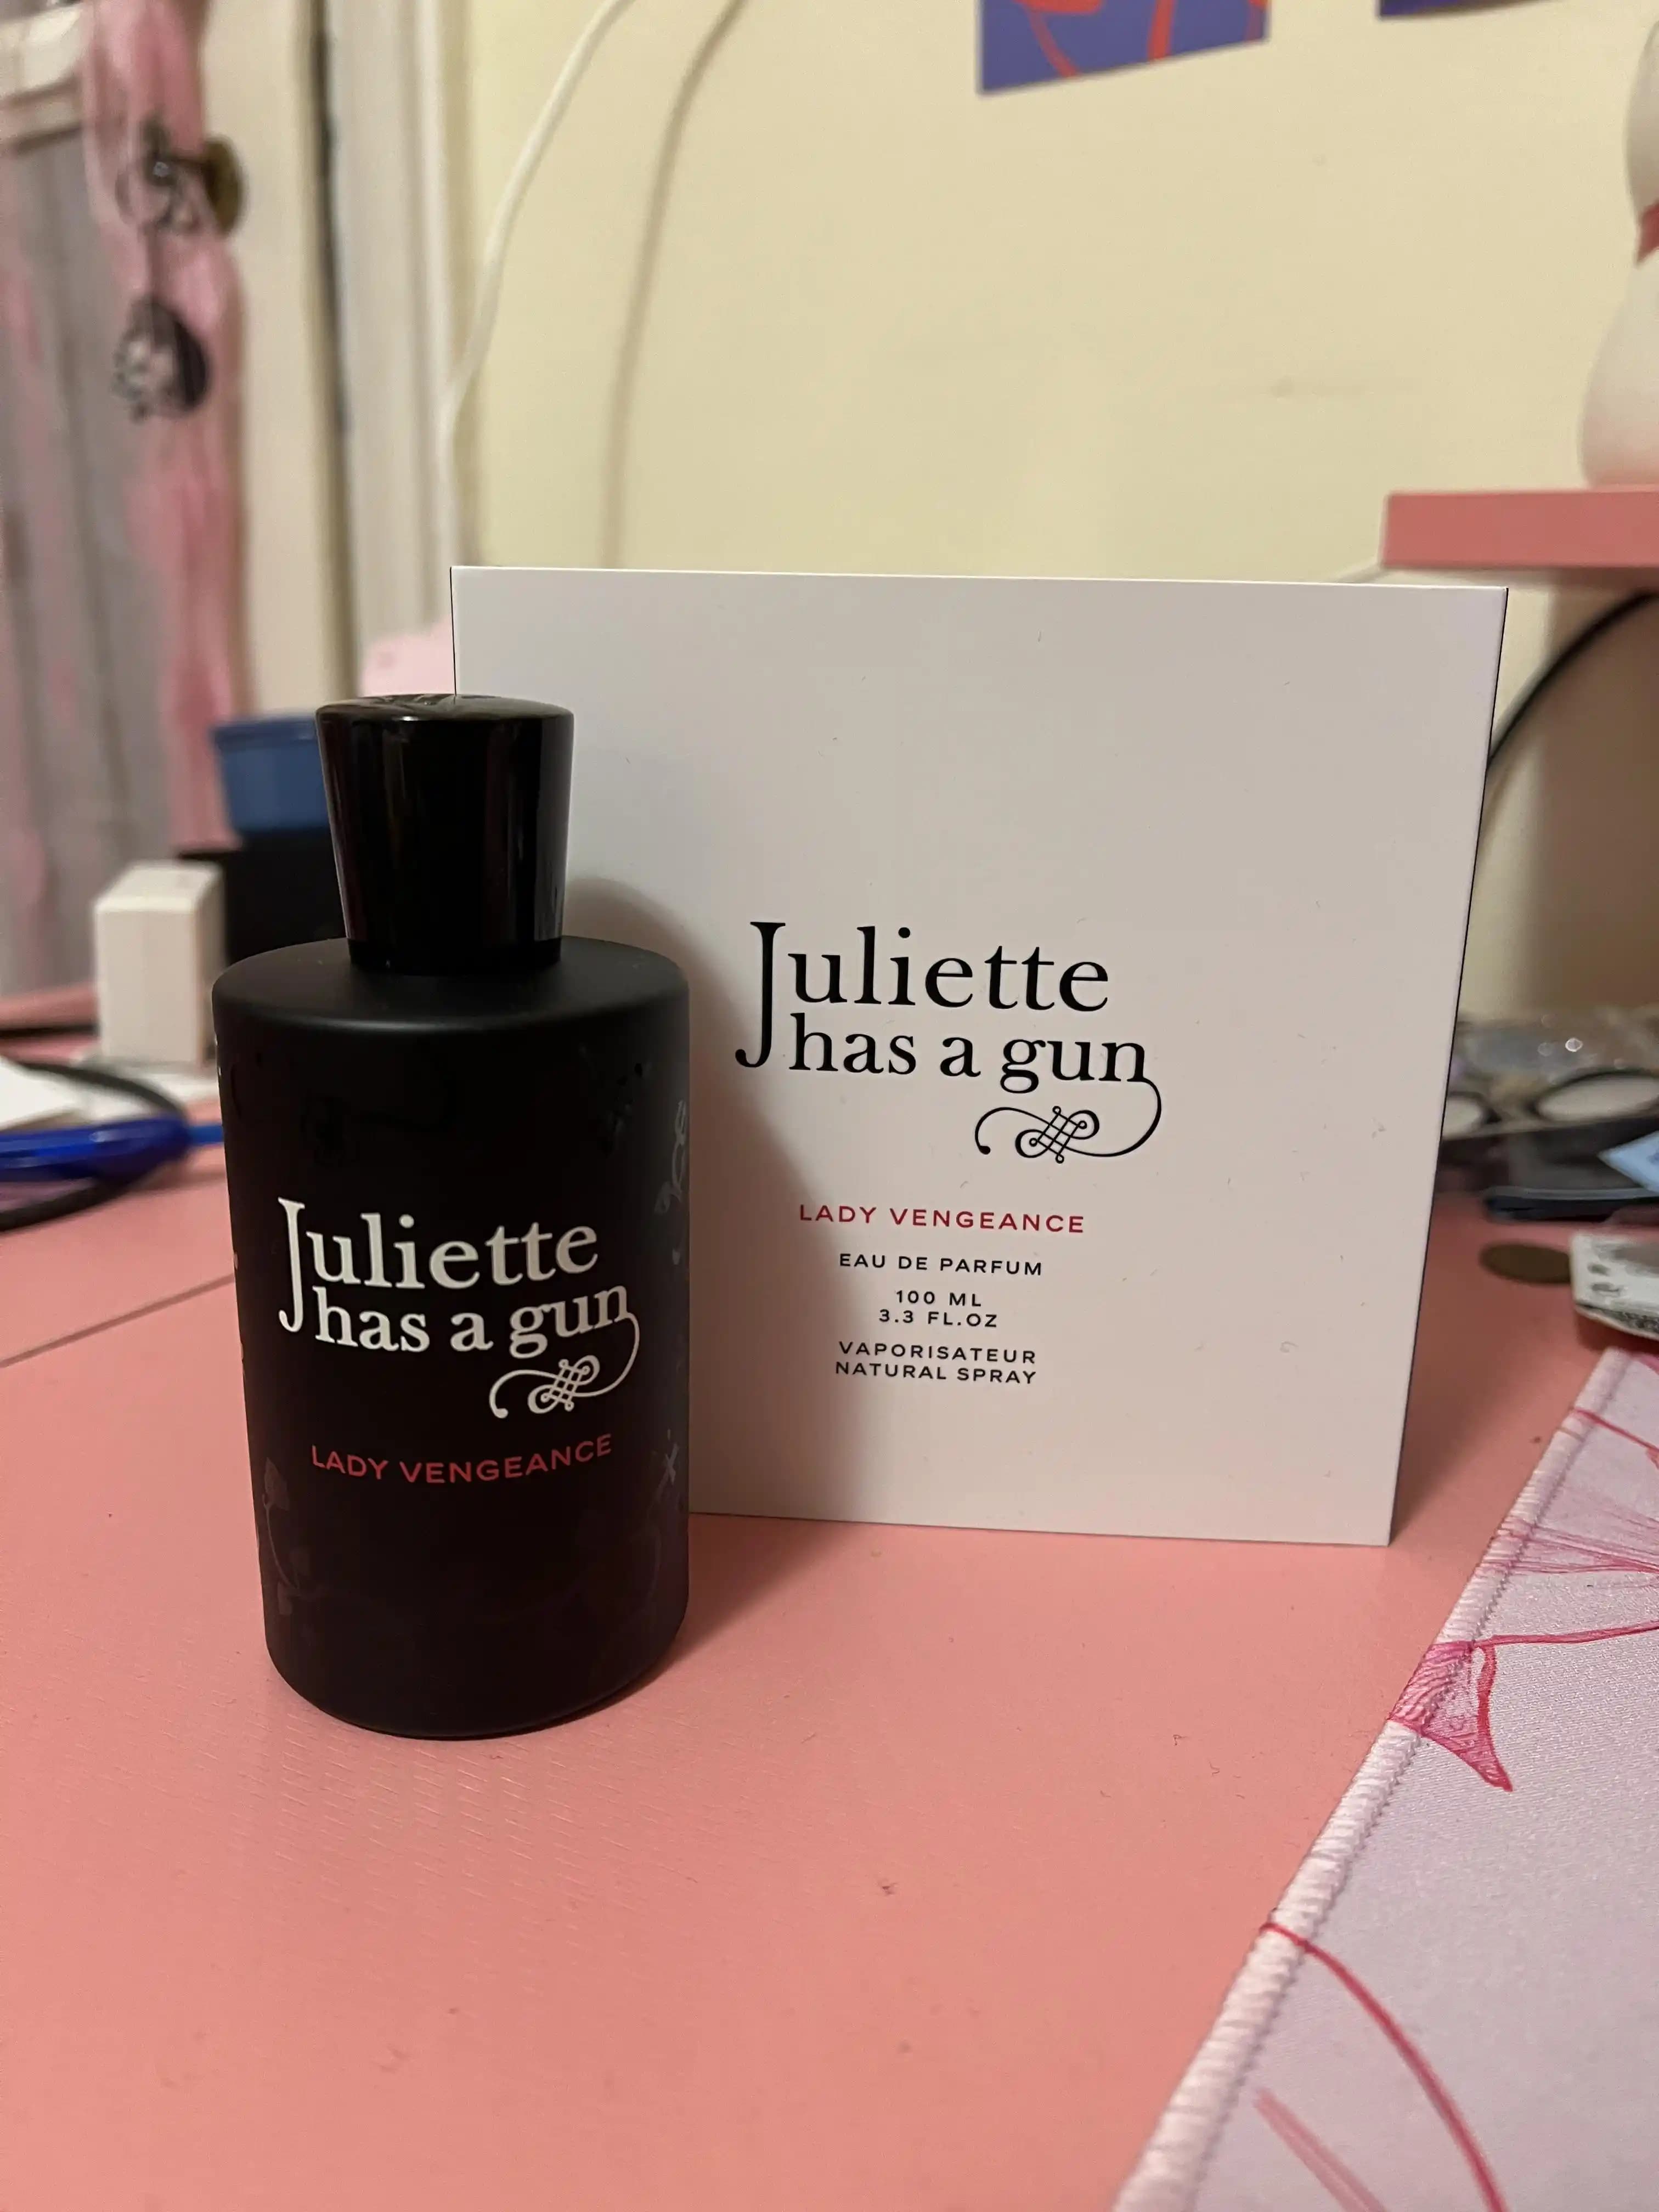 Juliette
has a gun
LADY VENGEANCE
Juliette
has a gun
LADY VENGEANCE
EAU DE PARFUM
100 ML
3.3 FL.OZ
VAPORISATEUR
NATURAL SPRAY